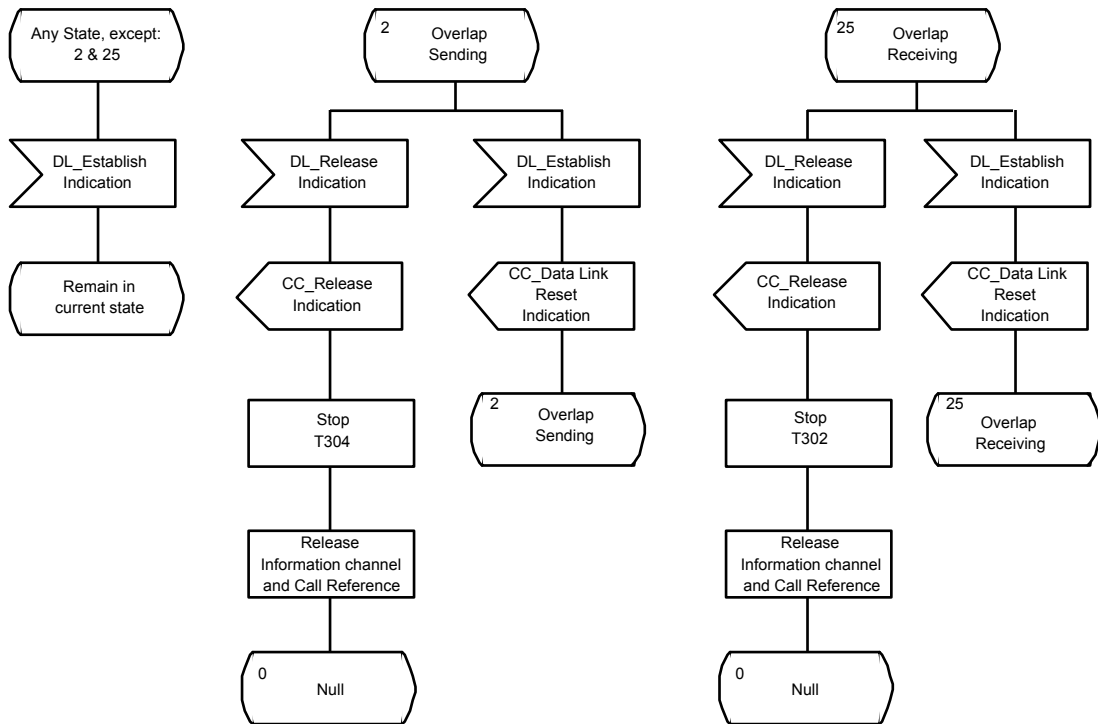 Any State, except:
2 & 25
DL_Establish
Indication
Remain in
current state
2
Overlap
Sending
DL_Release
Indication
CC_Release
Indication
Stop
T304
Release
Information channel
and Call Reference
0
Null
DL_Establish
Indication
CC_Data Link
Reset
Indication
2
Overlap
Sending
25
Overlap
Receiving
DL_Release
Indication
CC_Release
Indication
Stop
T302
Release
Information channel
and Call Reference
0
Null
DL_Establish
Indication
CC_Data Link
Reset
Indication
25
Overlap
Receiving